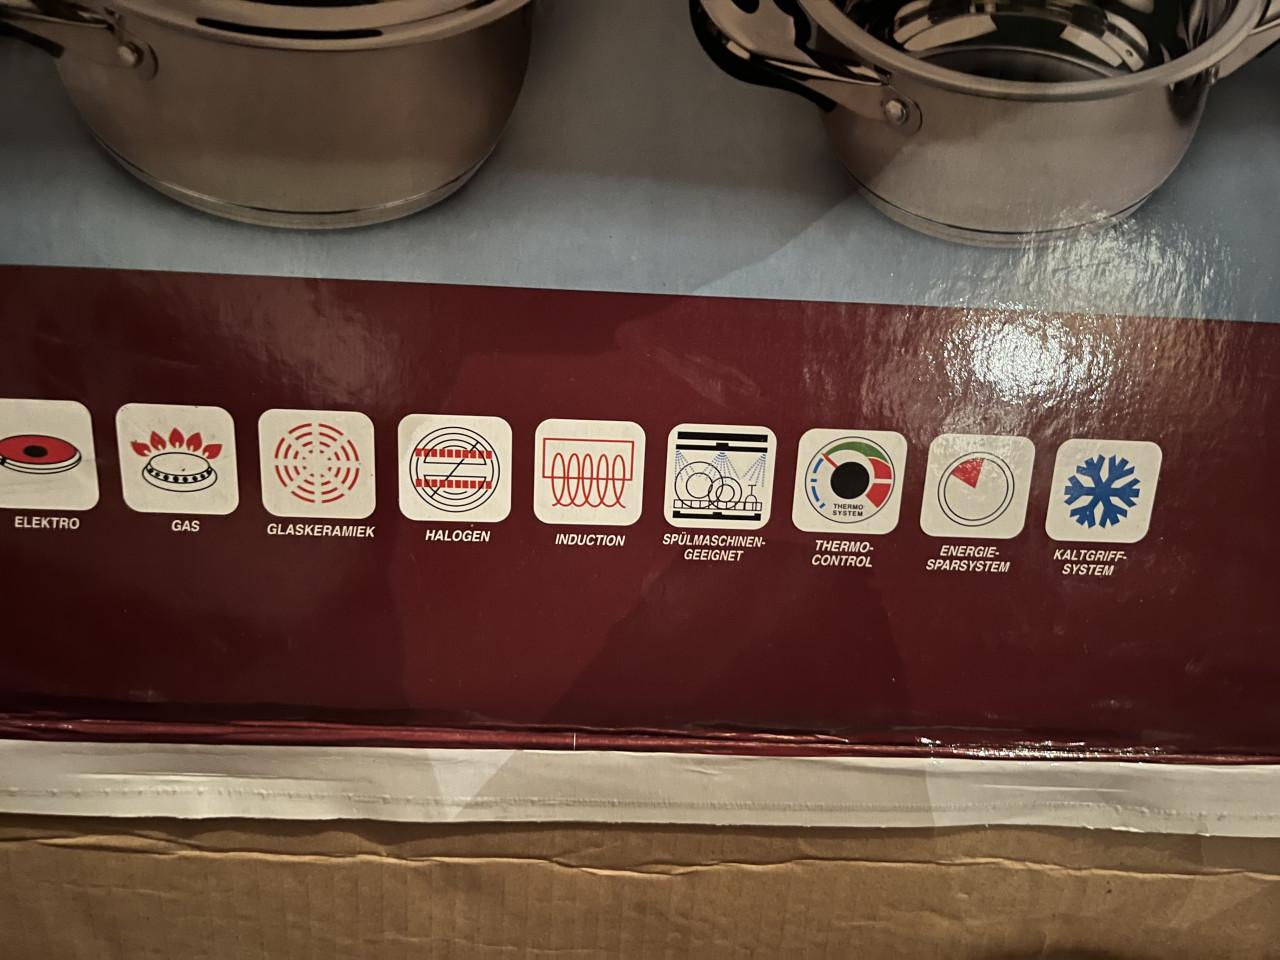 ELEKTRO
GAS
GLASKERAMIEK
HALOGEN
INDUCTION
SPÜLMASCHINEN-
GEEIGNET
THERMO
SYSTEM
THERMO-
CONTROL
ENERGIE-
SPARSYSTEM
KALTGRIFF-
SYSTEM